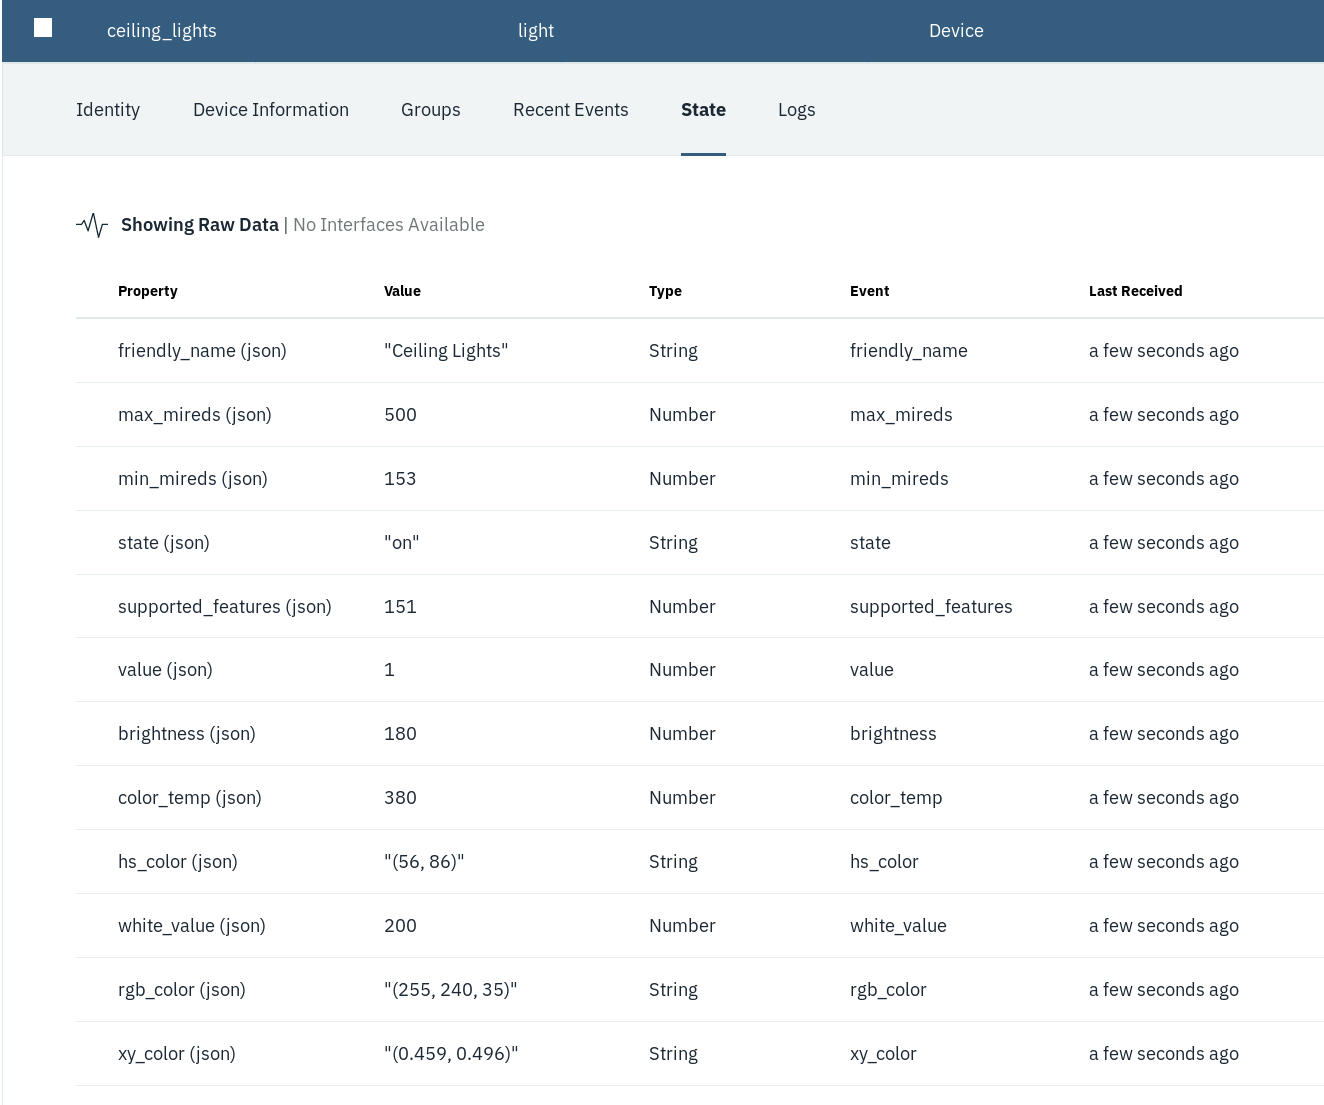 ceiling_lights light Device
Identity Device Information Groups Recent Events State Logs
Showing Raw Data | No Interfaces Available
Property Value Type Event Last Received
friendly_name (json) "Ceiling Lights" String friendly_name a few seconds ago
max_mireds (json) 500 Number max_mireds a few seconds ago
min_mireds (json) 153 Number min_mireds a few seconds ago
state (json) "on" String state a few seconds ago
supported_features (json) 151 Number supported_features a few seconds ago
value (json) 1 Number value a few seconds ago
brightness (json) 180 Number brightness a few seconds ago
color_temp (json) 380 Number color_temp a few seconds ago
hs_color (json) "(56, 86)" String hs_color a few seconds ago
white_value (json) 200 Number white_value a few seconds ago
rgb_color (json) "(255, 240, 35)" String rgb_color a few seconds ago
xy_color (json) "(0.459, 0.496)" String xy_color a few seconds ago